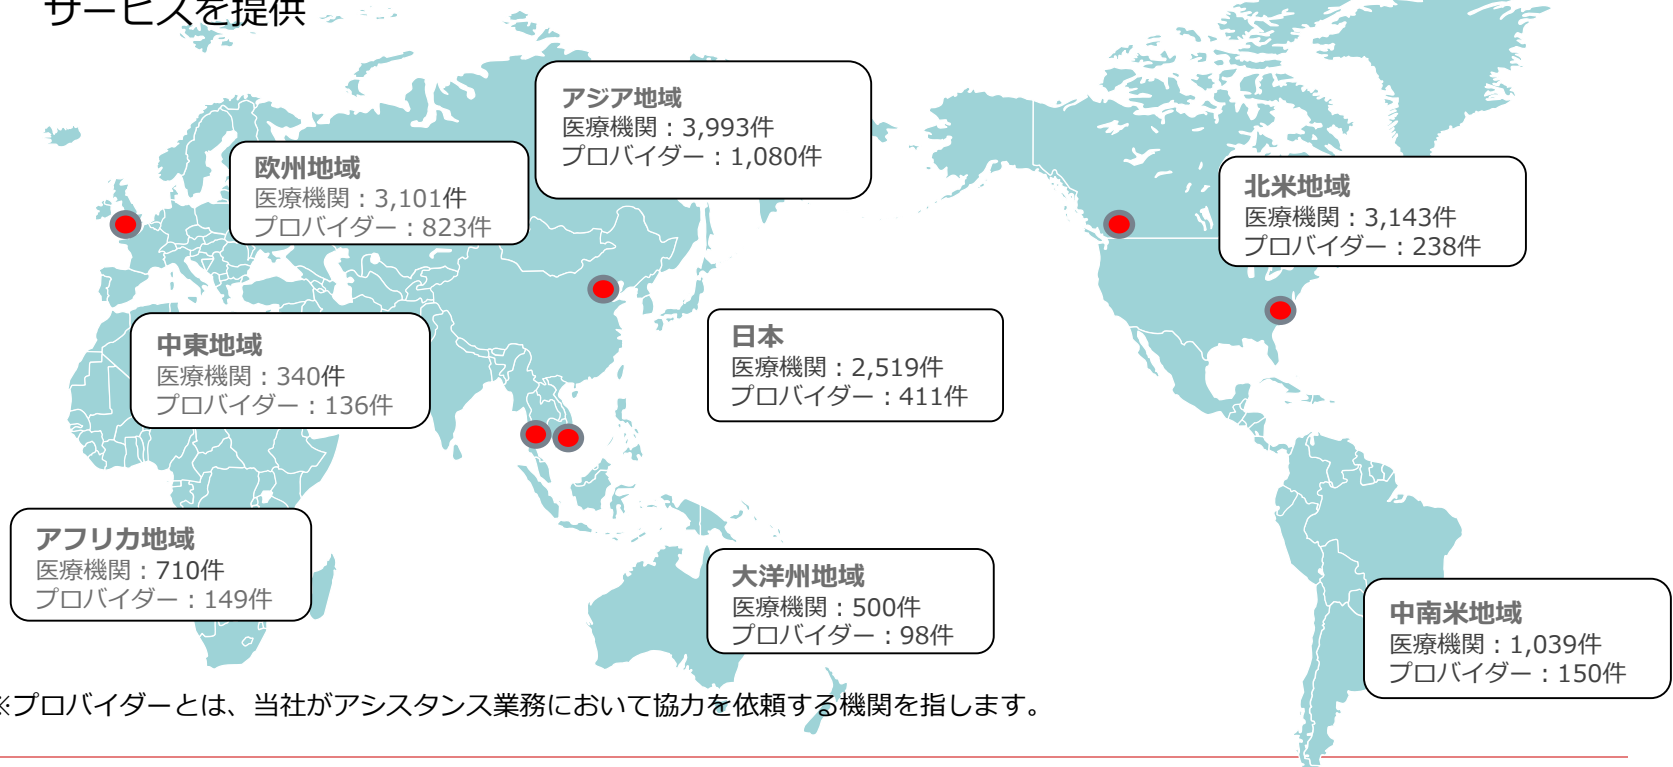 サービスを提供
アジア地域
医療機関：3,993件
プロバイダー：1,080件
欧州地域
医療機関：3,101件
プロバイダー：823件
北米地域
医療機関：3,143件
プロバイダー：238件
中東地域
医療機関：340件
プロバイダー：136件
日本
医療機関：2,519件
プロバイダー：411件
アフリカ地域
医療機関：710件
プロバイダー：149件
大洋州地域
医療機関：500件
プロバイダー：98件
中南米地域
医療機関：1,039件
プロバイダー：150件
※プロバイダーとは、当社がアシスタンス業務において協力を依頼する機関を指します。